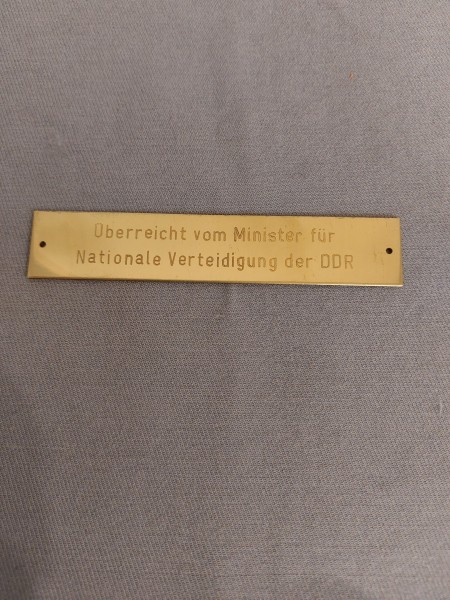 Überreicht vom Minister für
Nationale Verteidigung der DDR